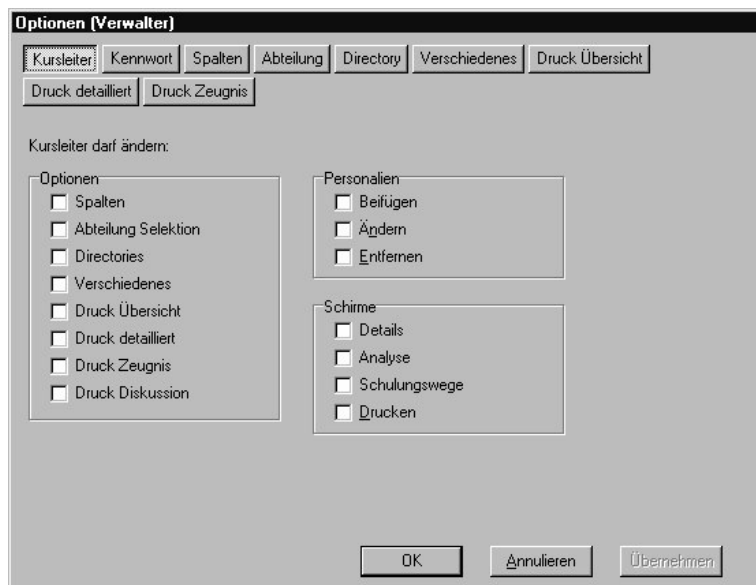 Optionen (Verwalter)
Kursleiter Kennwort Spalten Abteilung Directory Verschiedenes Druck Übersicht
Druck detailliert Druck Zeugnis
Kursleiter darf ändern:
Optionen
Spalten
Abteilung Selektion
Directories
Verschiedenes
Druck Übersicht
Druck detailliert
Druck Zeugnis
Druck Diskussion
Personalien
Beifügen
Ändern
Entfernen
Schirme
Details
Analyse
Schulungswege
Drucken
OK Annulieren Übernehmen